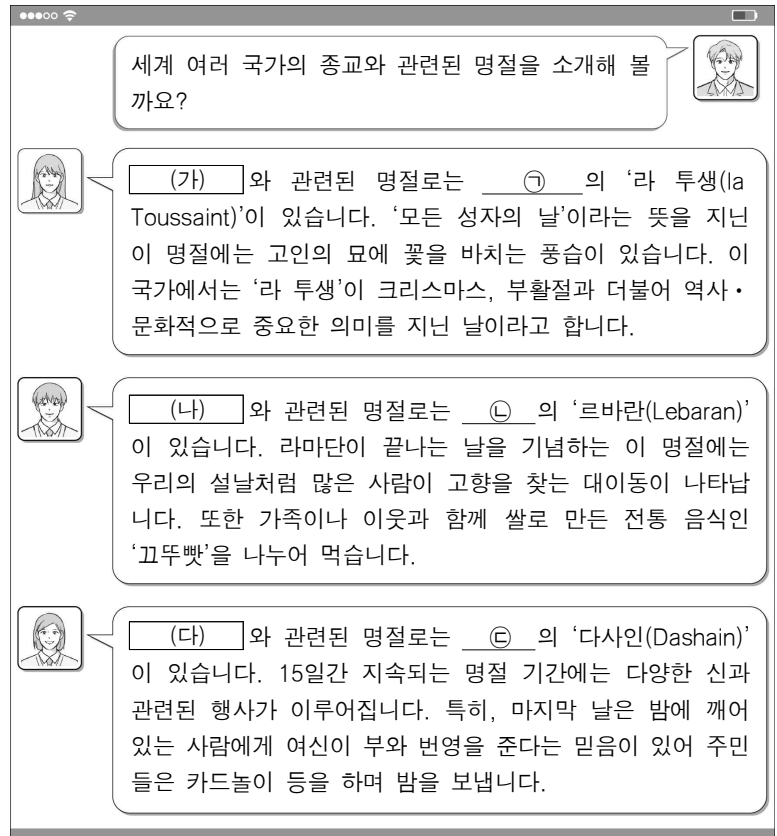 세계 여러 국가의 종교와 관련된 명절을 소개해 볼
까요?
(가) 와 관련된 명절로는 ㉠ 의 ‘라 투생(la
Toussaint)’이 있습니다. ‘모든 성자의 날’이라는 뜻을 지닌
이 명절에는 고인의 묘에 꽃을 바치는 풍습이 있습니다. 이
국가에서는 ‘라 투생’이 크리스마스, 부활절과 더불어 역사·
문화적으로 중요한 의미를 지닌 날이라고 합니다.
(나) 와 관련된 명절로는 ㉡ 의 ‘르바란(Lebaran)’
이 있습니다. 라마단이 끝나는 날을 기념하는 이 명절에는
우리의 설날처럼 많은 사람이 고향을 찾는 대이동이 나타납
니다. 또한 가족이나 이웃과 함께 쌀로 만든 전통 음식인
‘끄뚜빳’을 나누어 먹습니다.
(다) 와 관련된 명절로는 ㉢ 의 ‘다사인(Dashain)’
이 있습니다. 15일간 지속되는 명절 기간에는 다양한 신과
관련된 행사가 이루어집니다. 특히, 마지막 날은 밤에 깨어
있는 사람에게 여신이 부와 번영을 준다는 믿음이 있어 주민
들은 카드놀이 등을 하며 밤을 보냅니다.